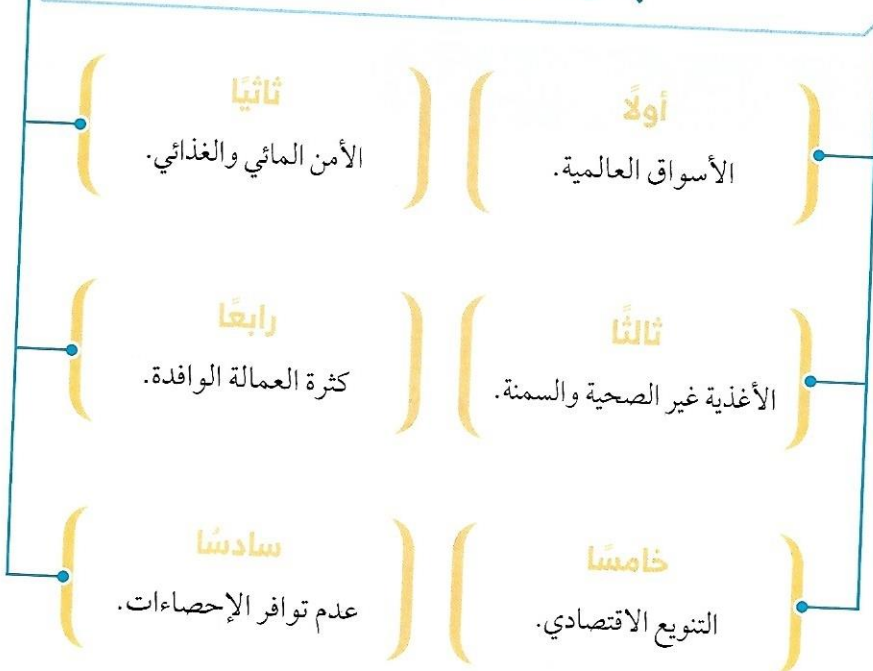 أولًا
الأسواق العالمية.
ثانيًا
الأمن المائي والغذائي.
ثالثًا
الأغذية غير الصحية والسمنة.
رابعًا
كثرة العمالة الوافدة.
خامسًا
التنويع الاقتصادي.
سادسًا
عدم توافر الإحصاءات.